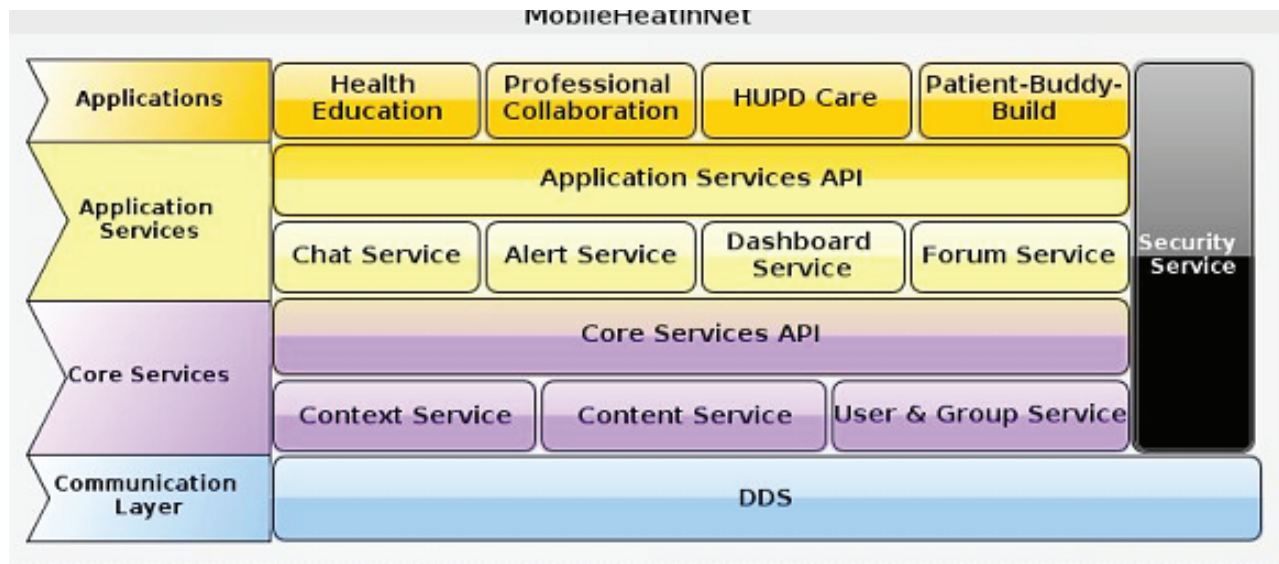 MobileHealthNet
Applications
Health
Education
Professional
Collaboration
HUPD Care
Patient-Buddy-
Build
Application
Services
Application Services API
Chat Service
Alert Service
Dashboard
Service
Forum Service
Security
Service
Core Services
Core Services API
Context Service
Content Service
User & Group Service
Communication
Layer
DDS